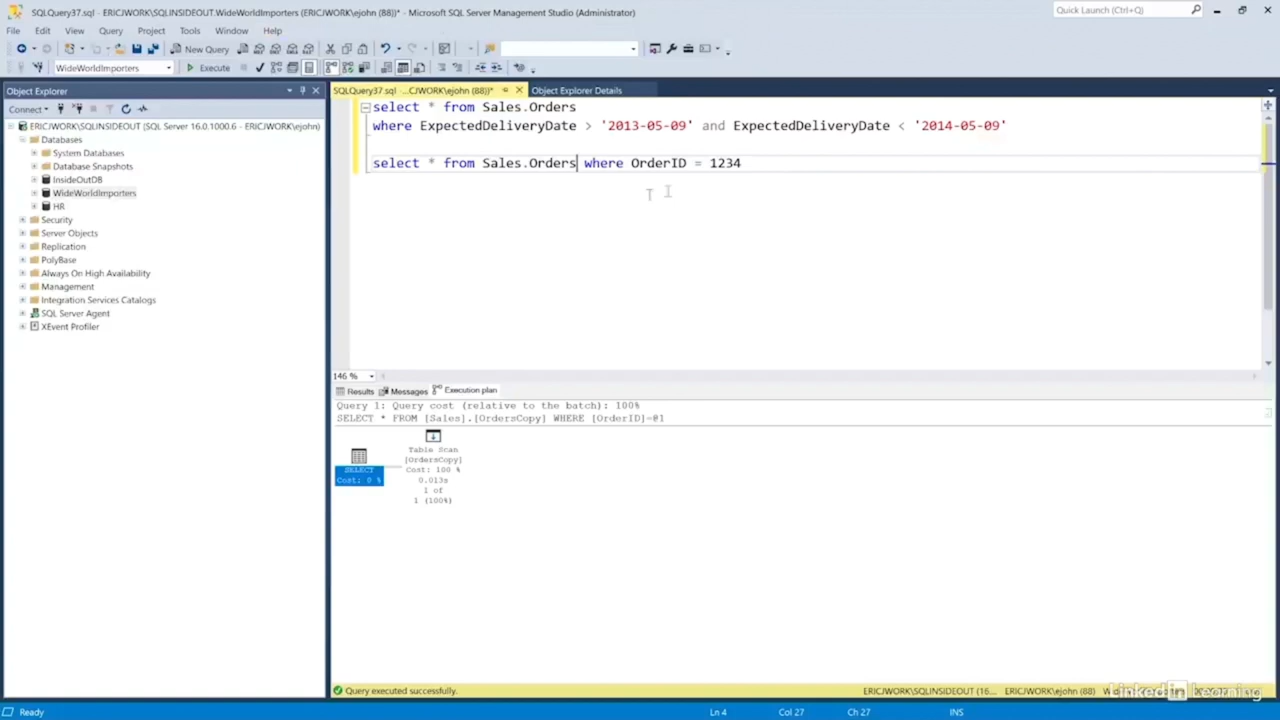 SQLQuery37.sql - ERICJWORK\SQLINSIDEOUT.WideWorldImporters (ERICJWORK\ejohn (88))* - Microsoft SQL Server Management Studio (Administrator)
Quick Launch (Ctrl+Q)
File Edit View Query Project Tools Window Help
New Query
WideWorldImporters
Execute
Object Explorer
SQLQuery37.sql ...CJWORK\ejohn (88))*
Object Explorer Details
Connect
ERICJWORK\SQLINSIDEOUT (SQL Server 16.0.1000.6 - ERICJWORK\ejohn)
Databases
System Databases
Database Snapshots
InsideOutDB
WideWorldImporters
HR
Security
Server Objects
Replication
PolyBase
Always On High Availability
Management
Integration Services Catalogs
SQL Server Agent
XEvent Profiler
select * from Sales.Orders
where ExpectedDeliveryDate > '2013-05-09' and ExpectedDeliveryDate < '2014-05-09'
select * from Sales.Orders where OrderID = 1234
146 %
Results Messages Execution plan
Query 1: Query cost (relative to the batch): 100%
SELECT * FROM [Sales].[OrdersCopy] WHERE [OrderID]=@1
SELECT
Cost: 0 %
Table Scan
[OrdersCopy]
Cost: 100 %
0.013s
1 of
1 (100%)
Query executed successfully.
ERICJWORK\SQLINSIDEOUT (16... ERICJWORK\ejohn (88)
Linkedin Learning
Ready
Ln 4
Col 27
Ch 27
INS